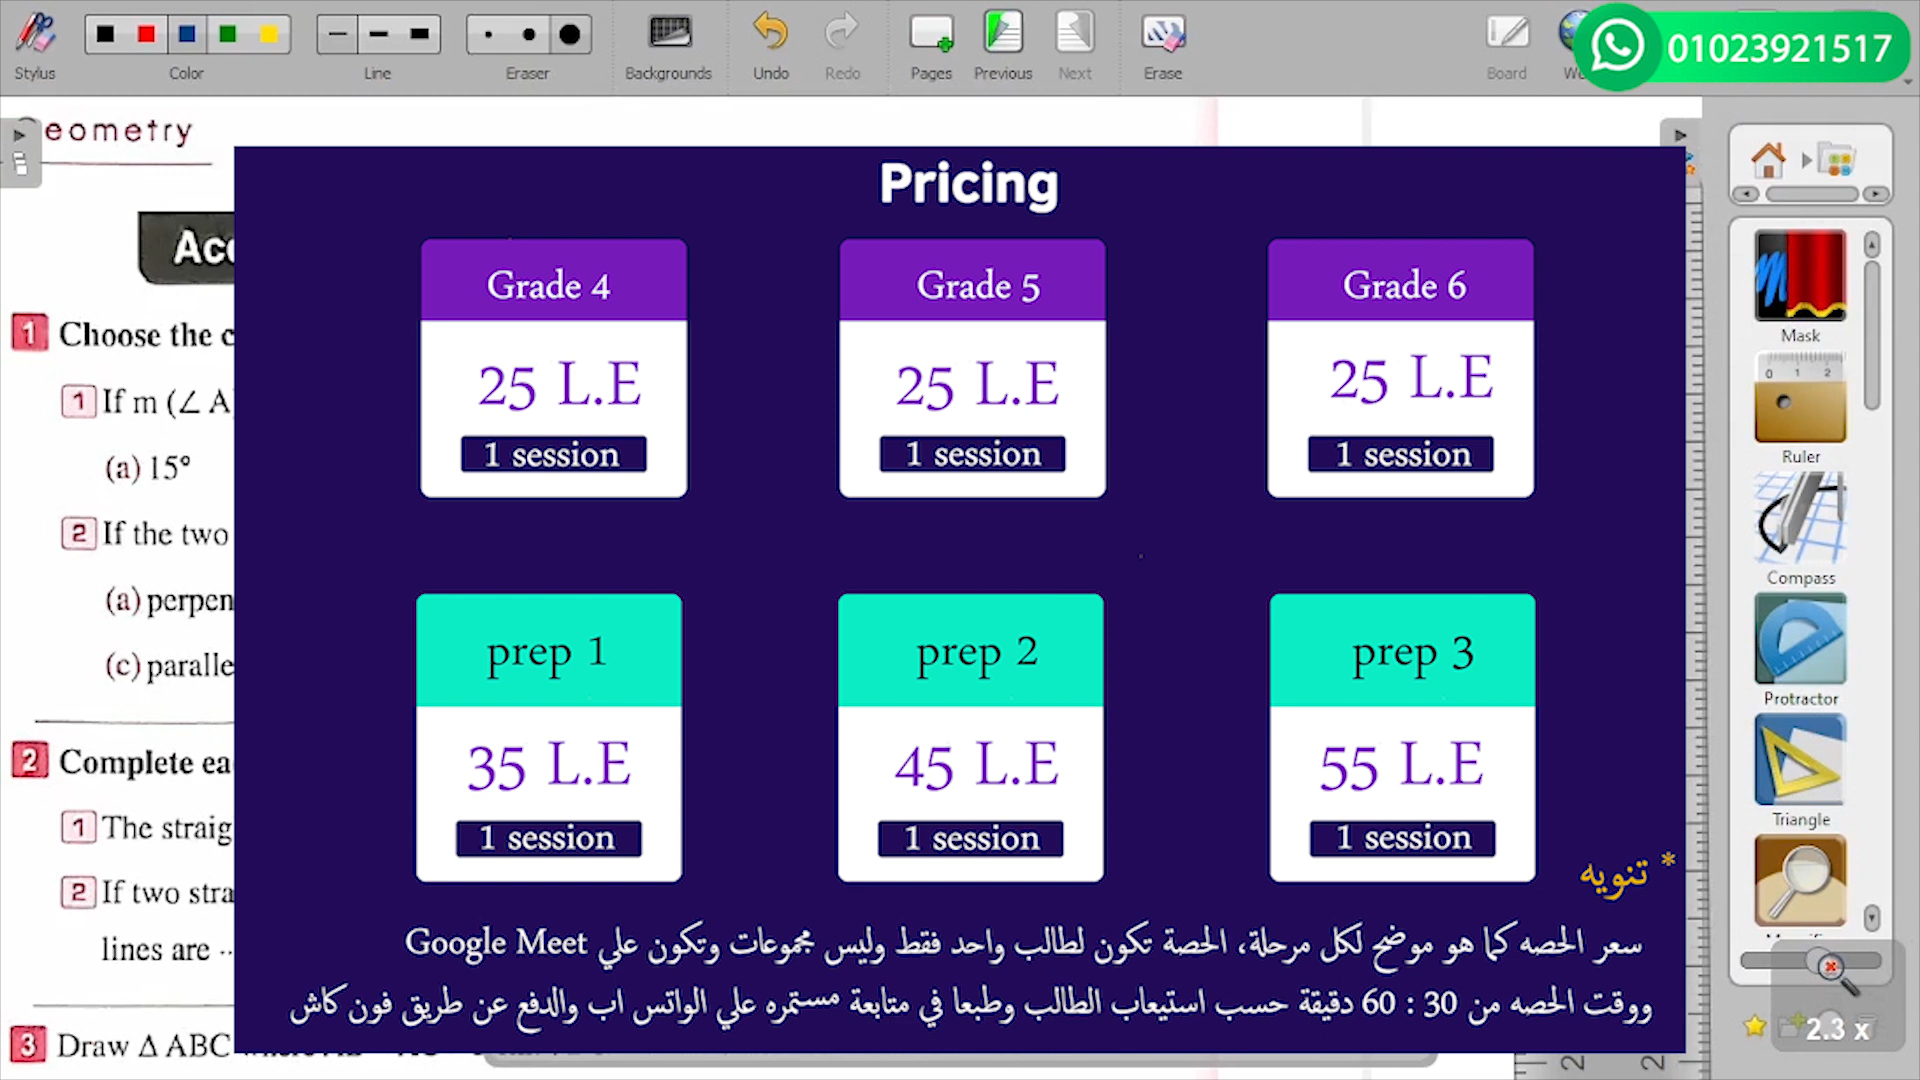 Stylus
Color
Line
Eraser
Backgrounds
Undo
Redo
Pages
Previous
Next
Erase
Board
01023921517
eometry
Pricing
Grade 4
25 L.E
1 session
Grade 5
25 L.E
1 session
Grade 6
25 L.E
1 session
prep 1
35 L.E
1 session
prep 2
45 L.E
1 session
prep 3
55 L.E
1 session
* تنويه
سعر الحصه كما هو موضح لكل مرحلة، الحصة تكون لطالب واحد فقط وليس مجموعات وتكون علي Google Meet
ووقت الحصه من 30 : 60 دقيقة حسب استيعاب الطالب وطبعا في متابعة مستمره علي الواتس اب والدفع عن طريق فون كاش
1 Choose the c
1 If m (∠ A
(a) 15°
2 If the two
(a) perpen
(c) paralle
2 Complete ea
1 The straig
2 If two stra
lines are ..
3 Draw Δ ABC
Mask
0 1 2
Ruler
Compass
Protractor
Triangle
2.3 x
2 2